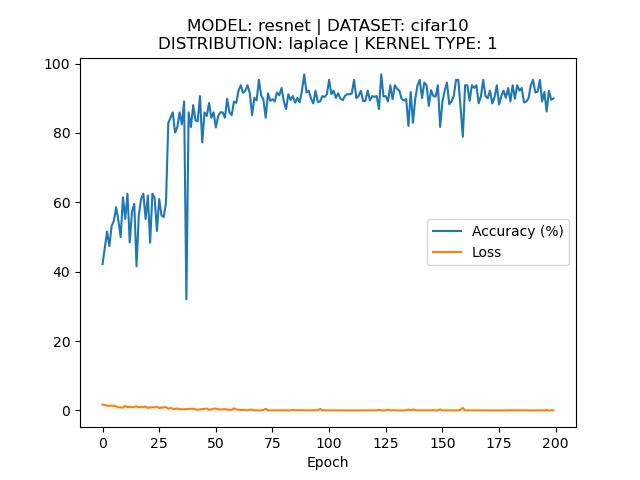 MODEL: resnet | DATASET: cifar10
DISTRIBUTION: laplace | KERNEL TYPE: 1
100
80
60
40
20
0
Accuracy (%)
Loss
0 25 50 75 100 125 150 175 200
Epoch